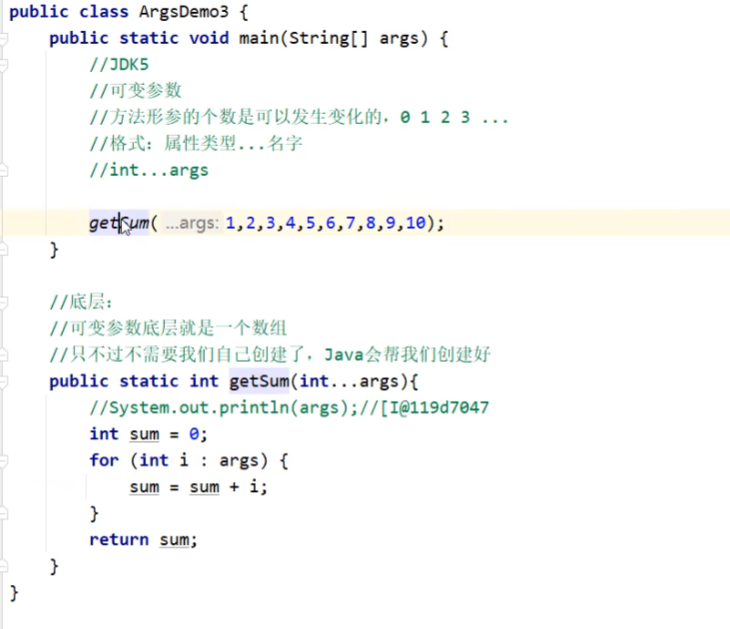 public class ArgsDemo3 {
public static void main(String[] args) {
//JDK5
//可变参数
//方法形参的个数是可以发生变化的，0 1 2 3 ...
//格式：属性类型...名字
//int...args
getSum( ...args: 1,2,3,4,5,6,7,8,9,10);
}
//底层：
//可变参数底层就是一个数组
//只不过不需要我们自己创建了，Java会帮我们创建好
public static int getSum(int...args){
//System.out.println(args);//[I@119d7047
int sum = 0;
for (int i : args) {
sum = sum + i;
}
return sum;
}
}